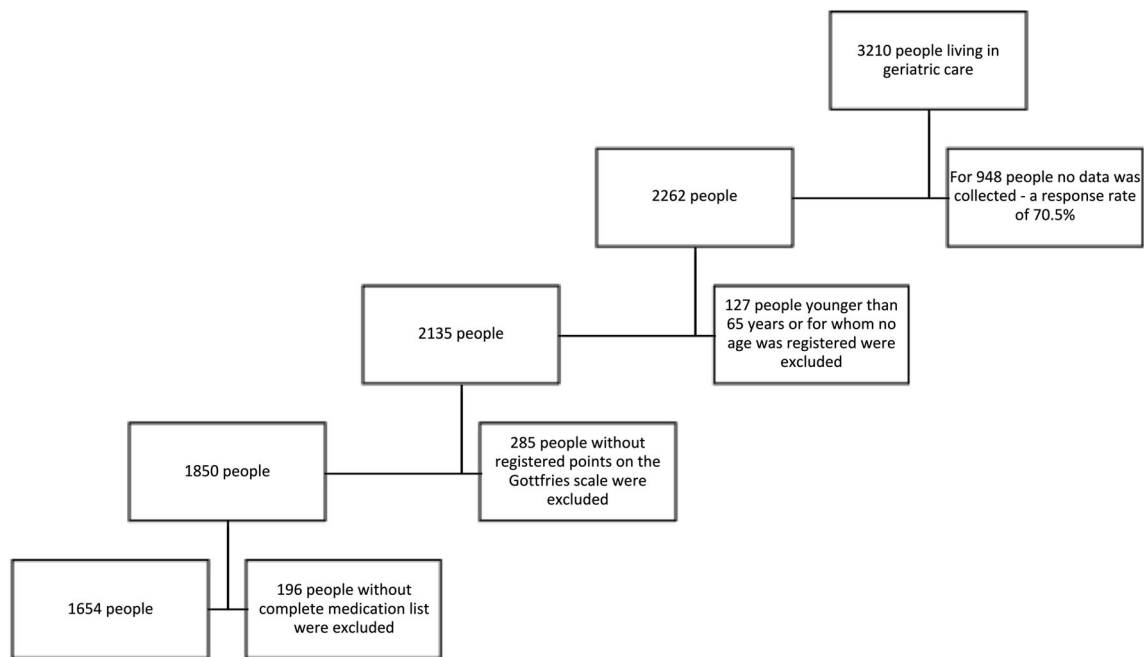 3210 people living in
geriatric care
2262 people
For 948 people no data was
collected - a response rate
of 70.5%
2135 people
127 people younger than
65 years or for whom no
age was registered were
excluded
1850 people
285 people without
registered points on the
Gottfries scale were
excluded
1654 people
196 people without
complete medication list
were excluded